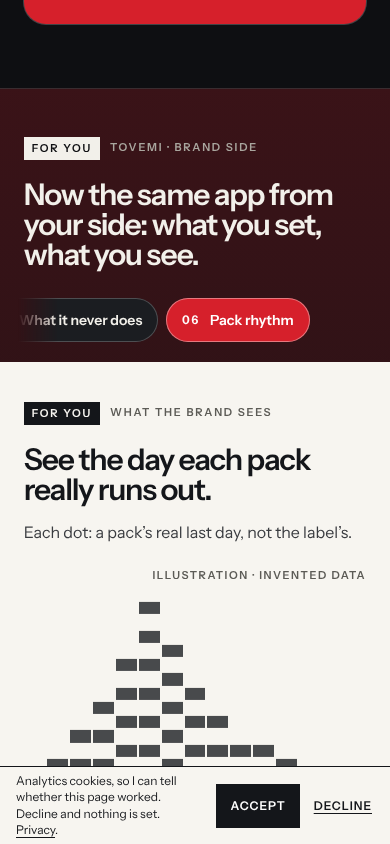 FOR YOU TOVEMI · BRAND SIDE
Now the same app from
your side: what you set,
what you see.
What it never does 06 Pack rhythm
FOR YOU WHAT THE BRAND SEES
See the day each pack
really runs out.
Each dot: a pack’s real last day, not the label’s.
ILLUSTRATION · INVENTED DATA
Analytics cookies, so I can tell
whether this page worked.
Decline and nothing is set.
Privacy.
ACCEPT DECLINE